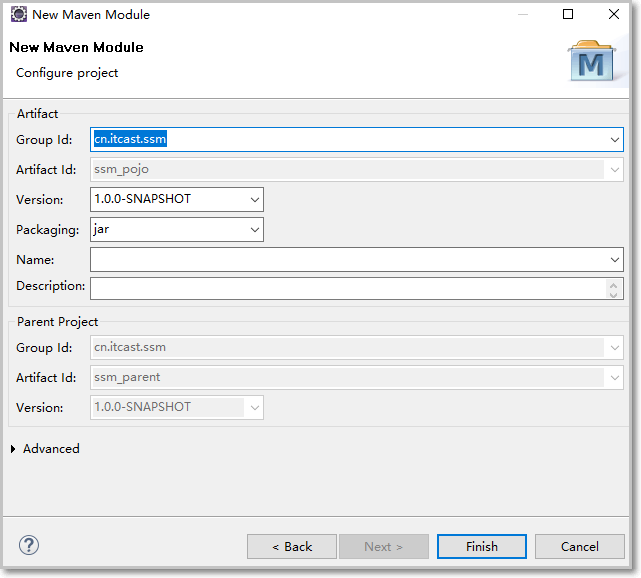 New Maven Module
New Maven Module
Configure project
M
Artifact
Group Id: cn.itcast.ssm
Artifact Id: ssm_pojo
Version: 1.0.0-SNAPSHOT
Packaging: jar
Name:
Description:
Parent Project
Group Id: cn.itcast.ssm
Artifact Id: ssm_parent
Version: 1.0.0-SNAPSHOT
Advanced
? < Back Next > Finish Cancel